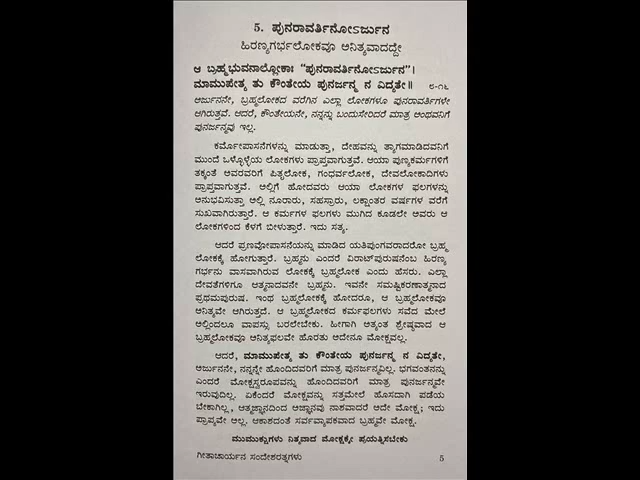 5. ಪುನರಾವರ್ತಿನೋಽರ್ಜುನ
ಹಿರಣ್ಯಗರ್ಭಲೋಕವೂ ಅನಿತ್ಯವಾದದ್ದೇ
ಆ ಬ್ರಹ್ಮಭುವನಾಲ್ಲೋಕಾಃ “ಪುನರಾವರ್ತಿನೋಽರ್ಜುನ”।
ಮಾಮುಪೇತ್ಯ ತು ಕೌಂತೇಯ ಪುನರ್ಜನ್ಮ ನ ವಿದ್ಯತೇ॥ ೮-೧೬
ಅರ್ಜುನನೇ, ಬ್ರಹ್ಮಲೋಕದ ವರೆಗಿನ ಎಲ್ಲಾ ಲೋಕಗಳೂ ಪುನರಾವರ್ತಿಗಳೇ
ಆಗಿರುತ್ತವೆ. ಆದರೆ, ಕೌಂತೇಯನೇ, ನನ್ನನ್ನು ಬಂದುಸೇರಿದರೆ ಮಾತ್ರ ಅಂಥವನಿಗೆ
ಪುನರ್ಜನ್ಮವು ಇಲ್ಲ.
ಕರ್ಮೋಪಾಸನೆಗಳನ್ನು ಮಾಡುತ್ತಾ, ದೇಹವನ್ನು ತ್ಯಾಗಮಾಡಿದವನಿಗೆ
ಮುಂದೆ ಒಳ್ಳೊಳ್ಳೆಯ ಲೋಕಗಳು ಪ್ರಾಪ್ತವಾಗುತ್ತವೆ. ಆಯಾ ಪುಣ್ಯಕರ್ಮಗಳಿಗೆ
ತಕ್ಕಂತೆ ಅವರವರಿಗೆ ಪಿತೃಲೋಕ, ಗಂಧರ್ವಲೋಕ, ದೇವಲೋಕಾದಿಗಳು
ಪ್ರಾಪ್ತವಾಗುತ್ತವೆ. ಅಲ್ಲಿಗೆ ಹೋದವರು ಆಯಾ ಲೋಕಗಳ ಫಲಗಳನ್ನು
ಅನುಭವಿಸುತ್ತಾ ಅಲ್ಲಿ ನೂರಾರು, ಸಹಸ್ರಾರು, ಲಕ್ಷಾಂತರ ವರ್ಷಗಳ ವರೆಗೆ
ಸುಖವಾಗಿರುತ್ತಾರೆ. ಆ ಕರ್ಮಗಳ ಫಲಗಳು ಮುಗಿದ ಕೂಡಲೇ ಅವರು ಆ
ಲೋಕಗಳಿಂದ ಕೆಳಗೆ ಬೀಳುತ್ತಾರೆ. ಇದು ಸತ್ಯ.
ಆದರೆ ಪ್ರಣವೋಪಾಸನೆಯನ್ನು ಮಾಡಿದ ಯತಿಪುಂಗವರಾದರೋ ಬ್ರಹ್ಮ
ಲೋಕಕ್ಕೆ ಹೋಗುತ್ತಾರೆ. ಬ್ರಹ್ಮನು ಎಂದರೆ ವಿರಾಟ್‌ಪುರುಷನೆಂಬ ಹಿರಣ್ಯ
ಗರ್ಭನು ವಾಸವಾಗಿರುವ ಲೋಕಕ್ಕೆ ಬ್ರಹ್ಮಲೋಕ ಎಂದು ಹೆಸರು. ಎಲ್ಲಾ
ದೇವತೆಗಳಿಗೂ ಆತ್ಮನಾದವನೇ ಬ್ರಹ್ಮನು. ಇವನೇ ಸಮಷ್ಟಿಕರಣಾತ್ಮನಾದ
ಪ್ರಥಮಪುರುಷ. ಇಂಥ ಬ್ರಹ್ಮಲೋಕಕ್ಕೆ ಹೋದರೂ, ಆ ಬ್ರಹ್ಮಲೋಕವೂ
ಅನಿತ್ಯವೇ ಆಗಿರುತ್ತದೆ. ಆ ಬ್ರಹ್ಮಲೋಕದ ಕರ್ಮಫಲಗಳು ಸವೆದ ಮೇಲೆ
ಅಲ್ಲಿಂದಲೂ ವಾಪಸ್ಸು ಬರಲೇಬೇಕು. ಹೀಗಾಗಿ ಅತ್ಯಂತ ಶ್ರೇಷ್ಠವಾದ ಆ
ಬ್ರಹ್ಮಲೋಕವೂ ಅನಿತ್ಯಫಲವೇ ಹೊರತು ಅದೇನೂ ಮೋಕ್ಷವಲ್ಲ.
ಆದರೆ, ಮಾಮುಪೇತ್ಯ ತು ಕೌಂತೇಯ ಪುನರ್ಜನ್ಮ ನ ವಿದ್ಯತೇ,
ಅರ್ಜುನನೇ, ನನ್ನನ್ನೇ ಹೊಂದಿದವರಿಗೆ ಮಾತ್ರ ಪುನರ್ಜನ್ಮವಿಲ್ಲ. ಭಗವಂತನನ್ನು
ಎಂದರೆ ಮೋಕ್ಷಸ್ವರೂಪವನ್ನು ಹೊಂದಿದವರಿಗೆ ಮಾತ್ರ ಪುನರ್ಜನ್ಮವೇ
ಇರುವುದಿಲ್ಲ. ಏಕೆಂದರೆ ಮೋಕ್ಷವನ್ನು ಸತ್ತಮೇಲೆ ಹೊಸದಾಗಿ ಪಡೆಯ
ಬೇಕಾಗಿಲ್ಲ, ಆತ್ಮಜ್ಞಾನದಿಂದ ಅಜ್ಞಾನವು ನಾಶವಾದರೆ ಅದೇ ಮೋಕ್ಷ; ಇದು
ಪ್ರಾಪ್ಯವೇ ಅಲ್ಲ. ಆಕಾಶದಂತೆ ಸರ್ವವ್ಯಾಪಕವಾದ ಬ್ರಹ್ಮವೇ ಮೋಕ್ಷ.
ಮುಮುಕ್ಷುಗಳು ನಿತ್ಯವಾದ ಮೋಕ್ಷಕ್ಕೇ ಪ್ರಯತ್ನಿಸಬೇಕು
ಗೀತಾಚಾರ್ಯನ ಸಂದೇಶರತ್ನಗಳು 5